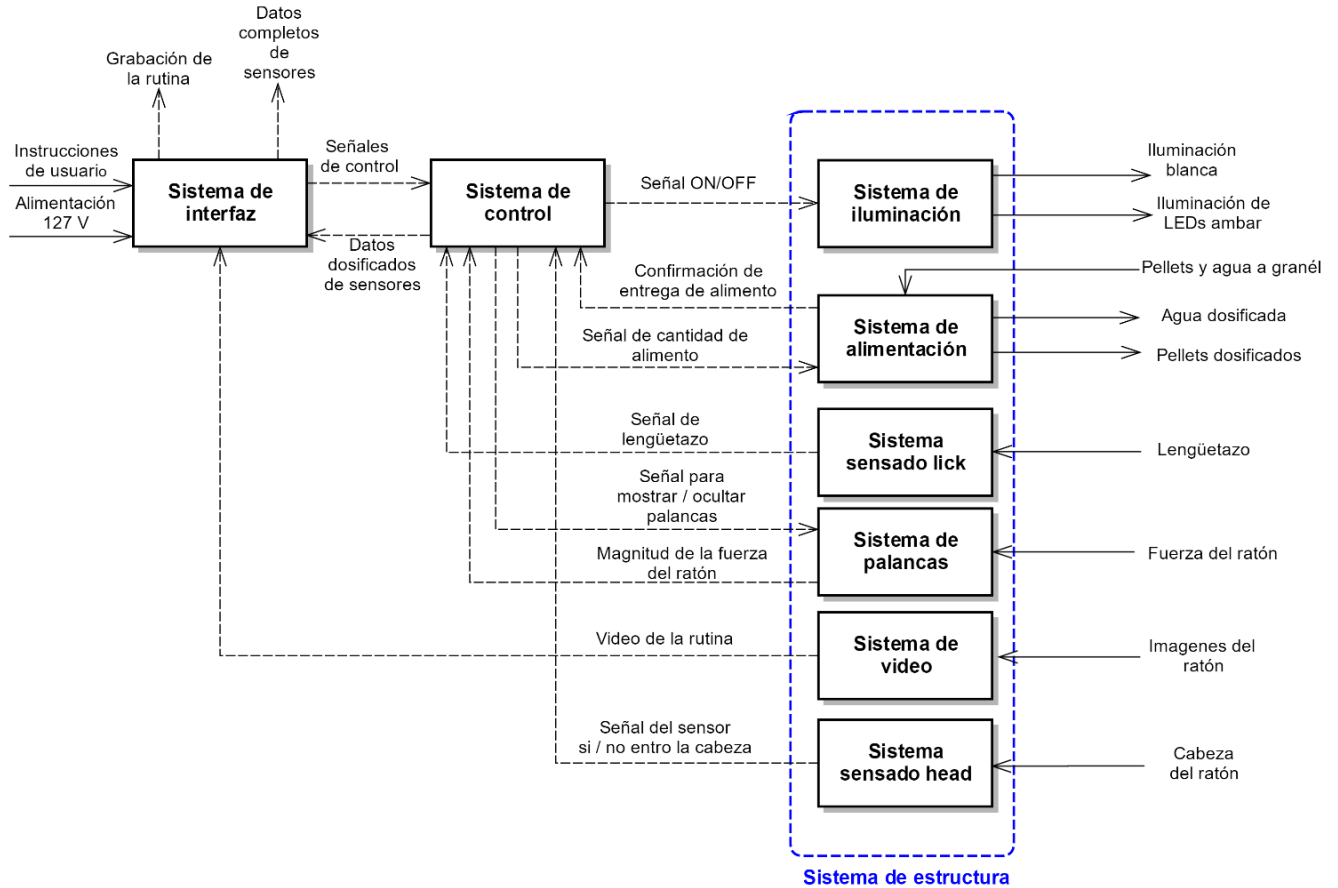 Datos
completos
de
sensores
Grabación de
la rutina
Instrucciones
de usuario
Alimentación
127 V
Sistema de
interfaz
Señales
de control
Datos
dosificados
de sensores
Sistema de
control
Señal ON/OFF
Sistema de
iluminación
Iluminación
blanca
Iluminación de
LEDs ambar
Confirmación de
entrega de alimento
Señal de cantidad de
alimento
Sistema de
alimentación
Pellets y agua a granél
Agua dosificada
Pellets dosificados
Señal de
lengüetazo
Sistema
sensado lick
Lengüetazo
Señal para
mostrar / ocultar
palancas
Magnitud de la fuerza
del ratón
Sistema de
palancas
Fuerza del ratón
Video de la rutina
Sistema de
video
Imagenes del
ratón
Señal del sensor
si / no entro la cabeza
Sistema
sensado head
Cabeza
del ratón
Sistema de estructura